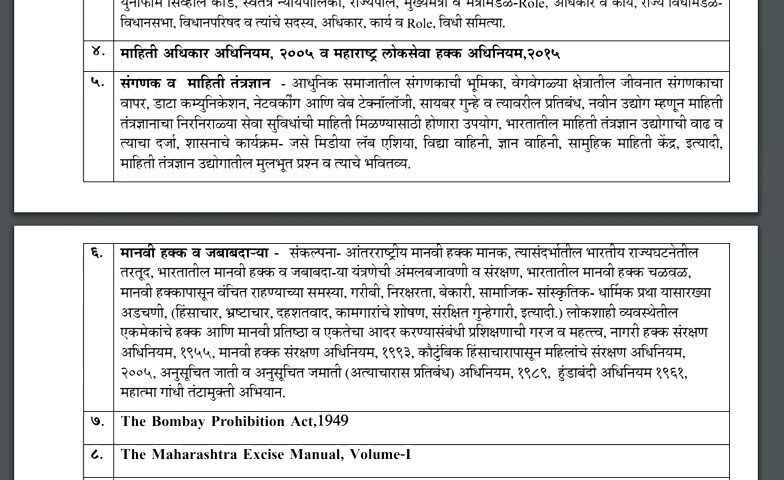 युनीफॉर्म सिव्हील कोड, स्वतंत्र न्यायपालिका, राज्यपाल, मुख्यमंत्री व मंत्रीमंडळ-Role, अधिकार व कार्य, राज्य विधीमंडळ-
विधानसभा, विधानपरिषद व त्यांचे सदस्य, अधिकार, कार्य व Role, विधी समित्या.
४. माहिती अधिकार अधिनियम, २००५ व महाराष्ट्र लोकसेवा हक्क अधिनियम,२०१५
५. संगणक व माहिती तंत्रज्ञान - आधुनिक समाजातील संगणकाची भूमिका, वेगवेगळ्या क्षेत्रातील जीवनात संगणकाचा
वापर, डाटा कम्युनिकेशन, नेटवर्कींग आणि वेब टेक्नॉलॉजी, सायबर गुन्हे व त्यावरील प्रतिबंध, नवीन उद्योग म्हणून माहिती
तंत्रज्ञानाचा निरनिराळ्या सेवा सुविधांची माहिती मिळण्यासाठी होणारा उपयोग, भारतातील माहिती तंत्रज्ञान उद्योगाची वाढ व
त्याचा दर्जा, शासनाचे कार्यक्रम- जसे मिडीया लॅब एशिया, विद्या वाहिनी, ज्ञान वाहिनी, सामुहिक माहिती केंद्र, इत्यादी,
माहिती तंत्रज्ञान उद्योगातील मुलभूत प्रश्न व त्याचे भवितव्य.
६. मानवी हक्क व जबाबदाऱ्या - संकल्पना- आंतरराष्ट्रीय मानवी हक्क मानक, त्यासंदर्भातील भारतीय राज्यघटनेतील
तरतूद, भारतातील मानवी हक्क व जबाबदा-या यंत्रणेची अंमलबजावणी व संरक्षण, भारतातील मानवी हक्क चळवळ,
मानवी हक्कापासून वंचित राहण्याच्या समस्या, गरीबी, निरक्षरता, बेकारी, सामाजिक- सांस्कृतिक- धार्मिक प्रथा यासारख्या
अडचणी, (हिंसाचार, भ्रष्टाचार, दहशतवाद, कामगारांचे शोषण, संरक्षित गुन्हेगारी, इत्यादी.) लोकशाही व्यवस्थेतील
एकमेकांचे हक्क आणि मानवी प्रतिष्ठा व एकतेचा आदर करण्यासंबंधी प्रशिक्षणाची गरज व महत्त्व, नागरी हक्क संरक्षण
अधिनियम, १९५५, मानवी हक्क संरक्षण अधिनियम, १९९३, कौटुंबिक हिंसाचारापासून महिलांचे संरक्षण अधिनियम,
२००५, अनुसूचित जाती व अनुसूचित जमाती (अत्याचारास प्रतिबंध) अधिनियम, १९८९, हुंडाबंदी अधिनियम १९६१,
महात्मा गांधी तंटामुक्ती अभियान.
७. The Bombay Prohibition Act,1949
८. The Maharashtra Excise Manual, Volume-I